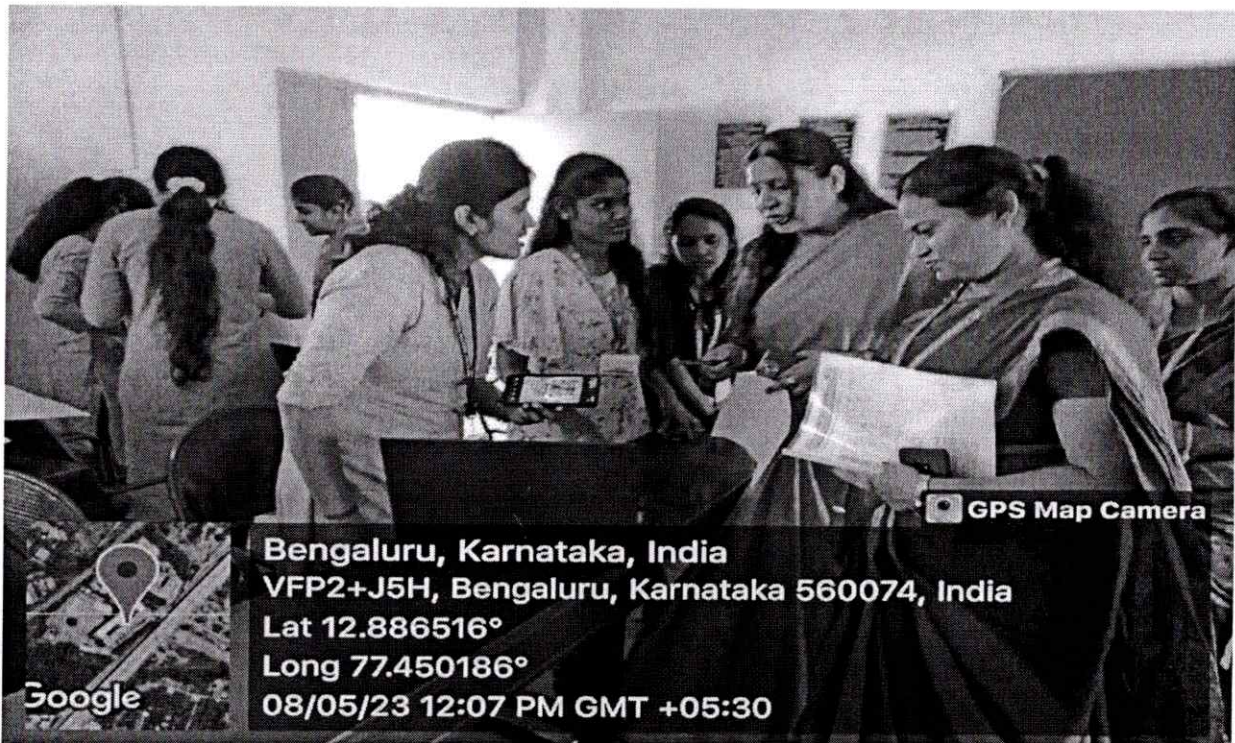 GPS Map Camera
Bengaluru, Karnataka, India
VFP2+J5H, Bengaluru, Karnataka 560074, India
Lat 12.886516°
Long 77.450186°
08/05/23 12:07 PM GMT +05:30
Google